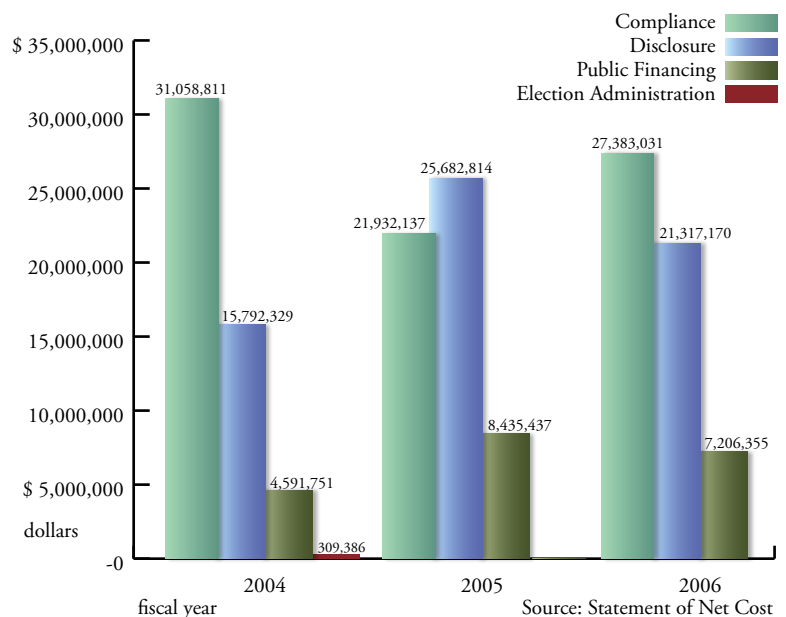 Compliance
Disclosure
Public Financing
Election Administration
$ 35,000,000
30,000,000
25,000,000
20,000,000
15,000,000
10,000,000
$ 5,000,000
dollars
-0
31,058,811
15,792,329
4,591,751
309,386
21,932,137
25,682,814
8,435,437
27,383,031
21,317,170
7,206,355
2004 2005 2006
fiscal year Source: Statement of Net Cost